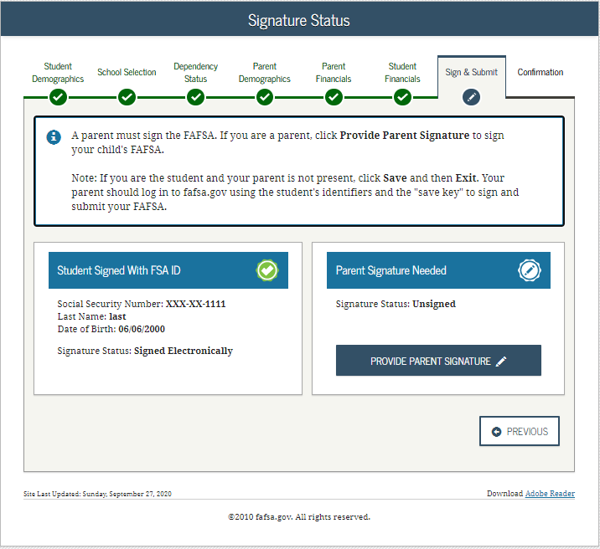 Signature Status
Student Demographics
School Selection
Dependency Status
Parent Demographics
Parent Financials
Student Financials
Sign & Submit
Confirmation
A parent must sign the FAFSA. If you are a parent, click Provide Parent Signature to sign
your child's FAFSA.
Note: If you are the student and your parent is not present, click Save and then Exit. Your
parent should log in to fafsa.gov using the student's identifiers and the "save key" to sign and
submit your FAFSA.
Student Signed With FSA ID
Social Security Number: XXX-XX-1111
Last Name: last
Date of Birth: 06/06/2000
Signature Status: Signed Electronically
Parent Signature Needed
Signature Status: Unsigned
PROVIDE PARENT SIGNATURE
PREVIOUS
Site Last Updated: Sunday, September 27, 2020
Download Adobe Reader
©2010 fafsa.gov. All rights reserved.